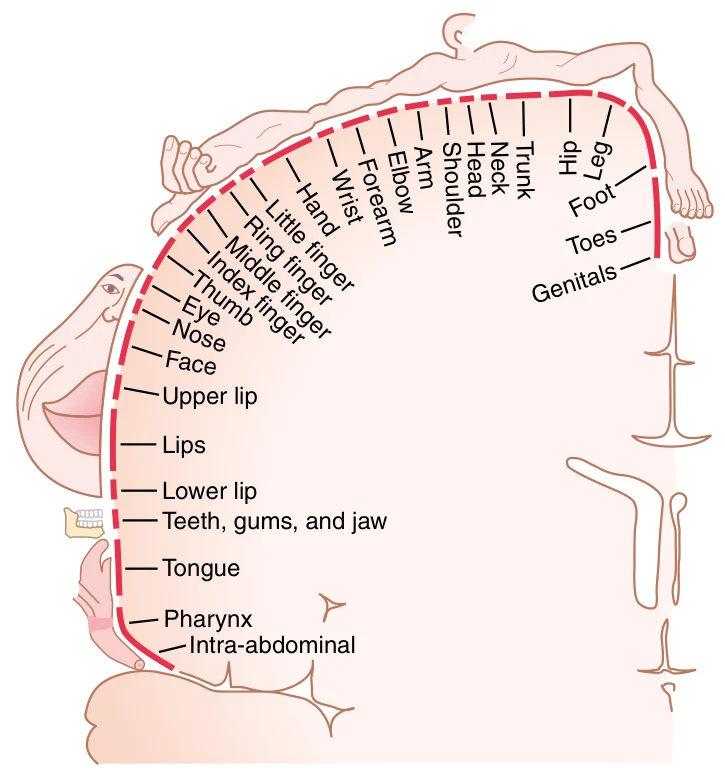 Genitals
Toes
Foot
Leg
Hip
Trunk
Neck
Head
Shoulder
Arm
Elbow
Forearm
Wrist
Hand
Little finger
Ring finger
Middle finger
Index finger
Thumb
Eye
Nose
Face
Upper lip
Lips
Lower lip
Teeth, gums, and jaw
Tongue
Pharynx
Intra-abdominal